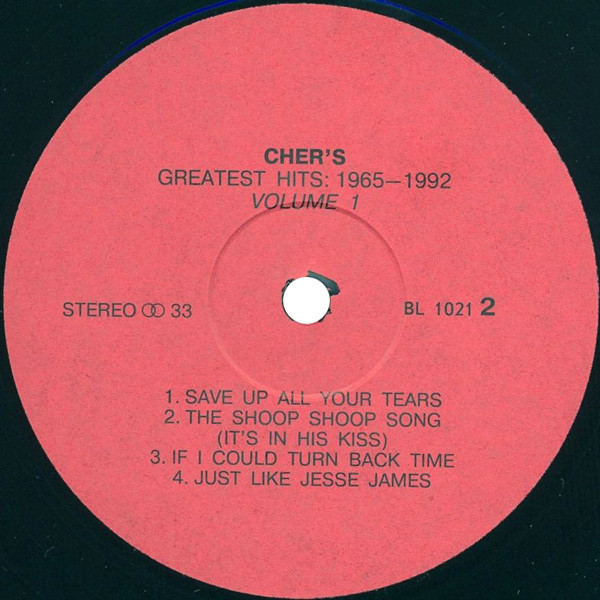 CHER'S
GREATEST HITS: 1965—1992
VOLUME 1
STEREO 33
BL 1021 2
1. SAVE UP ALL YOUR TEARS
2. THE SHOOP SHOOP SONG
(IT'S IN HIS KISS)
3. IF I COULD TURN BACK TIME
4. JUST LIKE JESSE JAMES